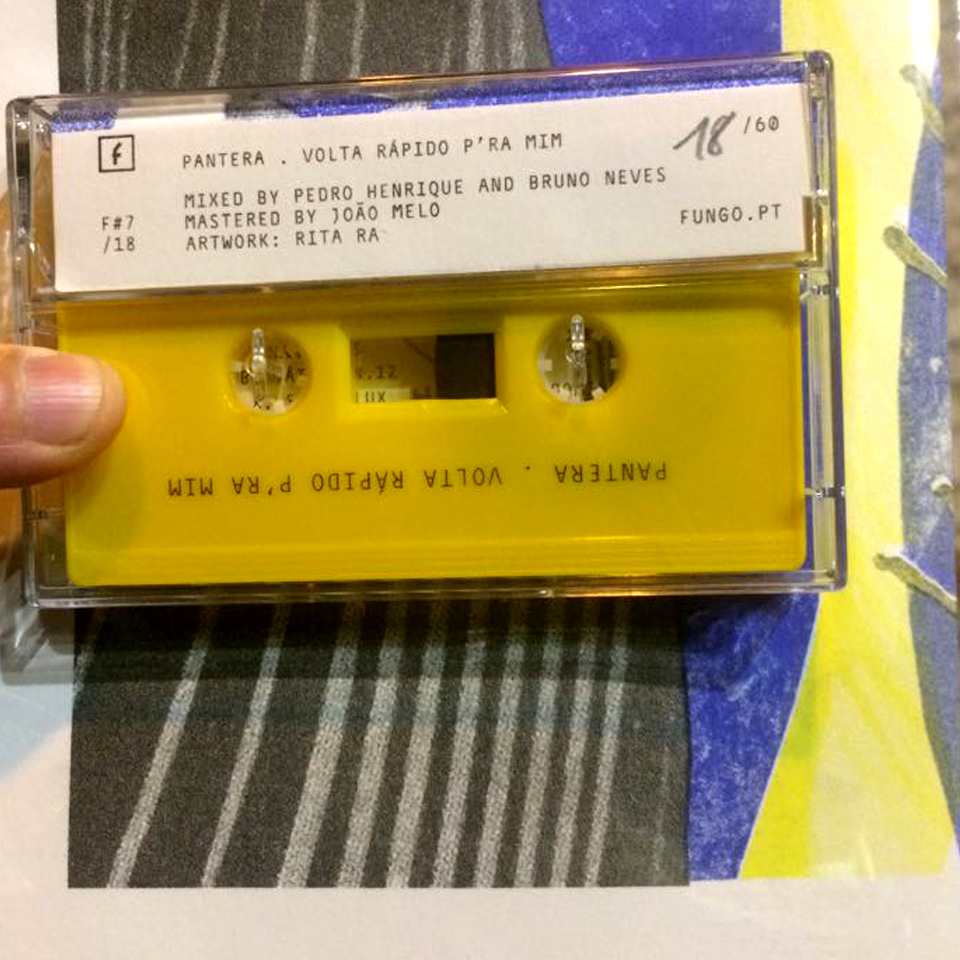 f
PANTERA . VOLTA RÁPIDO P'RA MIM
18 /60
MIXED BY PEDRO HENRIQUE AND BRUNO NEVES
F#7 MASTERED BY JOÃO MELO
FUNGO.PT
/18 ARTWORK: RITA RA
PANTERA . VOLTA RÁPIDO P'RA MIM